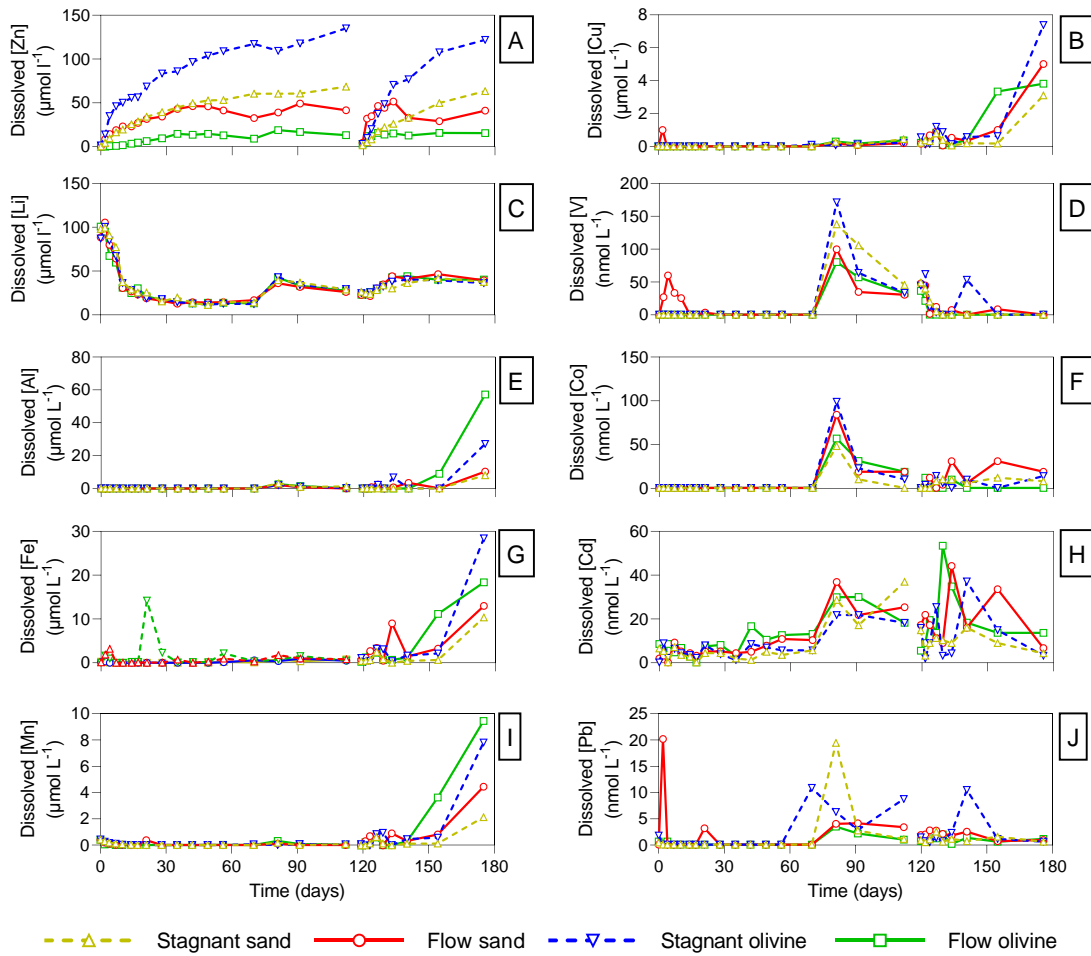 Dissolved [Zn]
(µmol l⁻¹)
150
100
50
0
A
Dissolved [Cu]
(µmol L⁻¹)
8
6
4
2
0
B
Dissolved [Li]
(µmol l⁻¹)
150
100
50
0
C
Dissolved [V]
(nmol L⁻¹)
200
150
100
50
0
D
Dissolved [Al]
(µmol L⁻¹)
80
60
40
20
0
E
Dissolved [Co]
(nmol L⁻¹)
150
100
50
0
F
Dissolved [Fe]
(µmol L⁻¹)
30
20
10
0
G
Dissolved [Cd]
(nmol L⁻¹)
60
40
20
0
H
Dissolved [Mn]
(µmol L⁻¹)
10
8
6
4
2
0
I
0 30 60 90 120 150 180
Time (days)
Dissolved [Pb]
(nmol L⁻¹)
25
20
15
10
5
0
J
0 30 60 90 120 150 180
Time (days)
Stagnant sand Flow sand Stagnant olivine Flow olivine